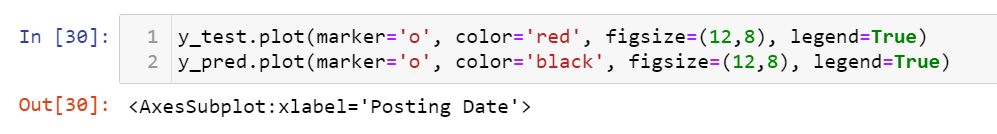 In [30]: 1 y_test.plot(marker='o', color='red', figsize=(12,8), legend=True)
2 y_pred.plot(marker='o', color='black', figsize=(12,8), legend=True)
Out[30]: <AxesSubplot:xlabel='Posting Date'>